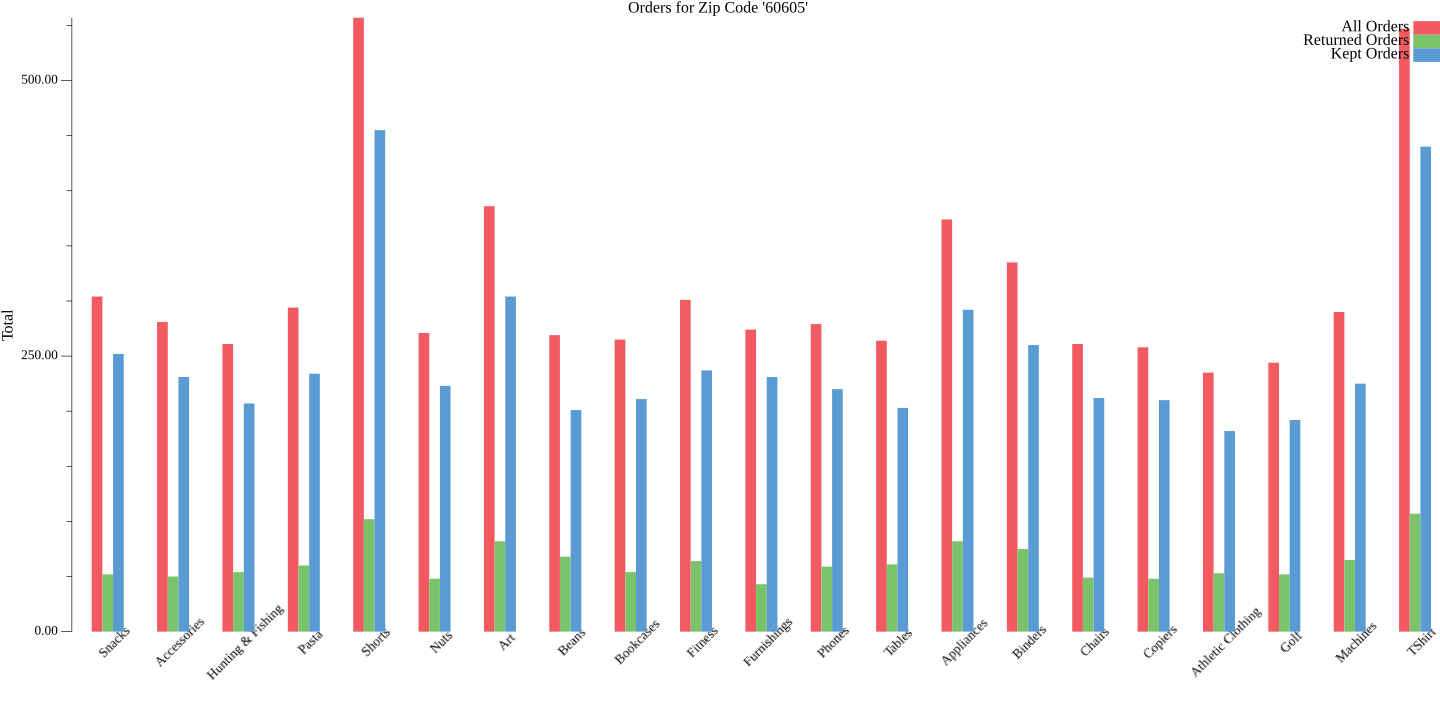 Orders for Zip Code '60605'
All Orders
Returned Orders
Kept Orders
500.00
250.00
0.00
Total
Snacks
Accessories
Hunting & Fishing
Pasta
Shorts
Nuts
Art
Beans
Bookcases
Fitness
Furnishings
Phones
Tables
Appliances
Binders
Chairs
Copiers
Athletic Clothing
Golf
Machines
TShirt